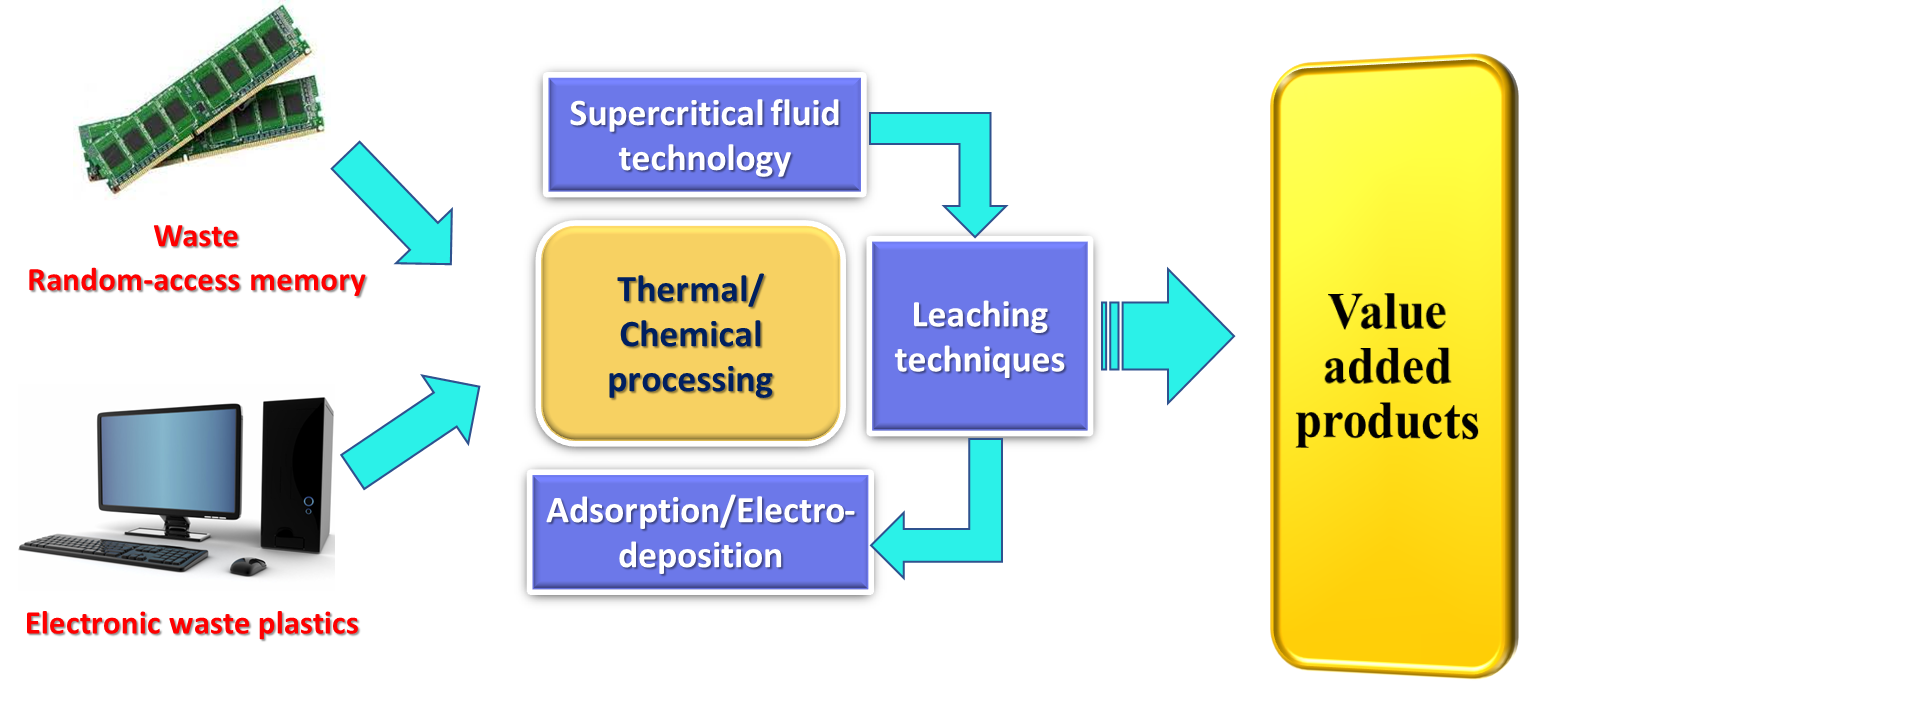 Waste
Random-access memory
Electronic waste plastics
Supercritical fluid
technology
Thermal/
Chemical
processing
Leaching
techniques
Adsorption/Electro-
deposition
Value
added
products